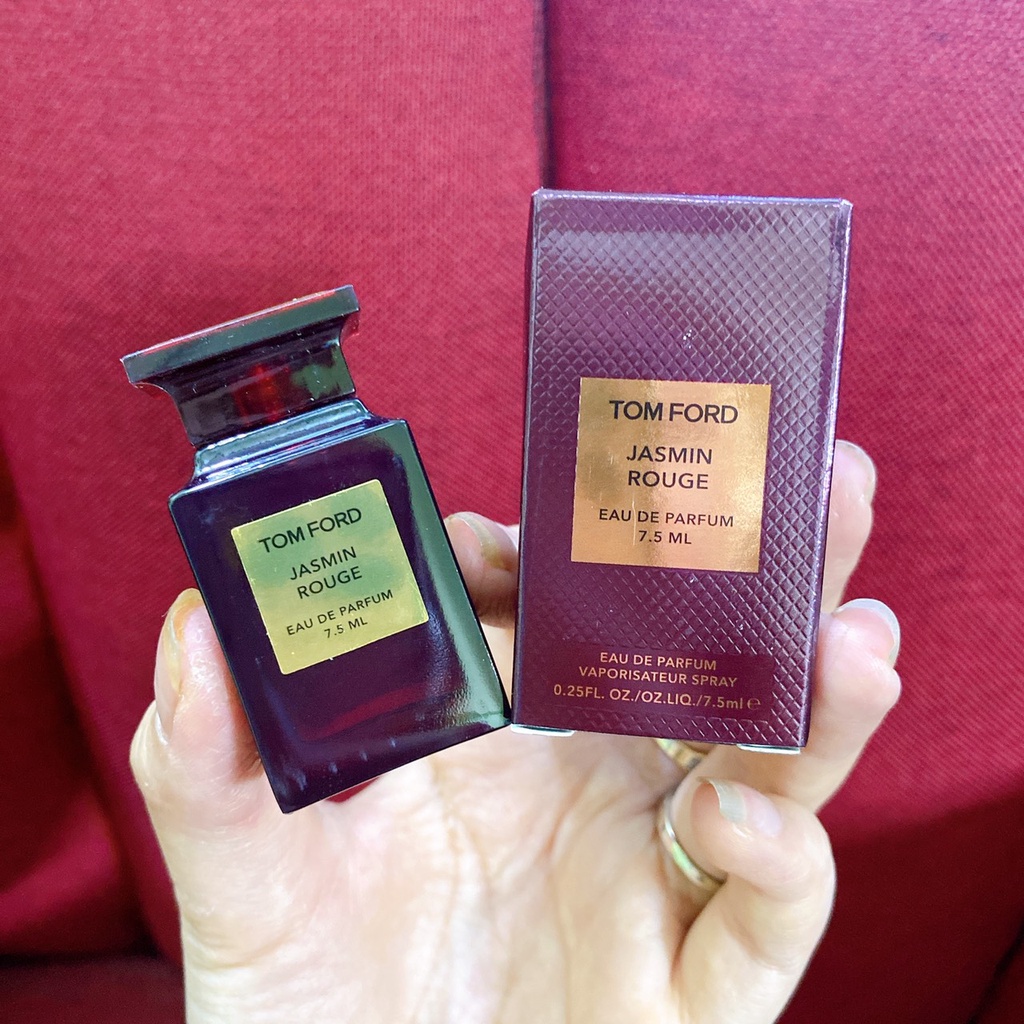 TOM FORD
JASMIN
ROUGE
EAU DE PARFUM
7.5 ML
TOM FORD
JASMIN
ROUGE
EAU DE PARFUM
7.5 ML
EAU DE PARFUM
VAPORISATEUR SPRAY
0.25FL. OZ./OZ.LIQ./7.5ml ℮